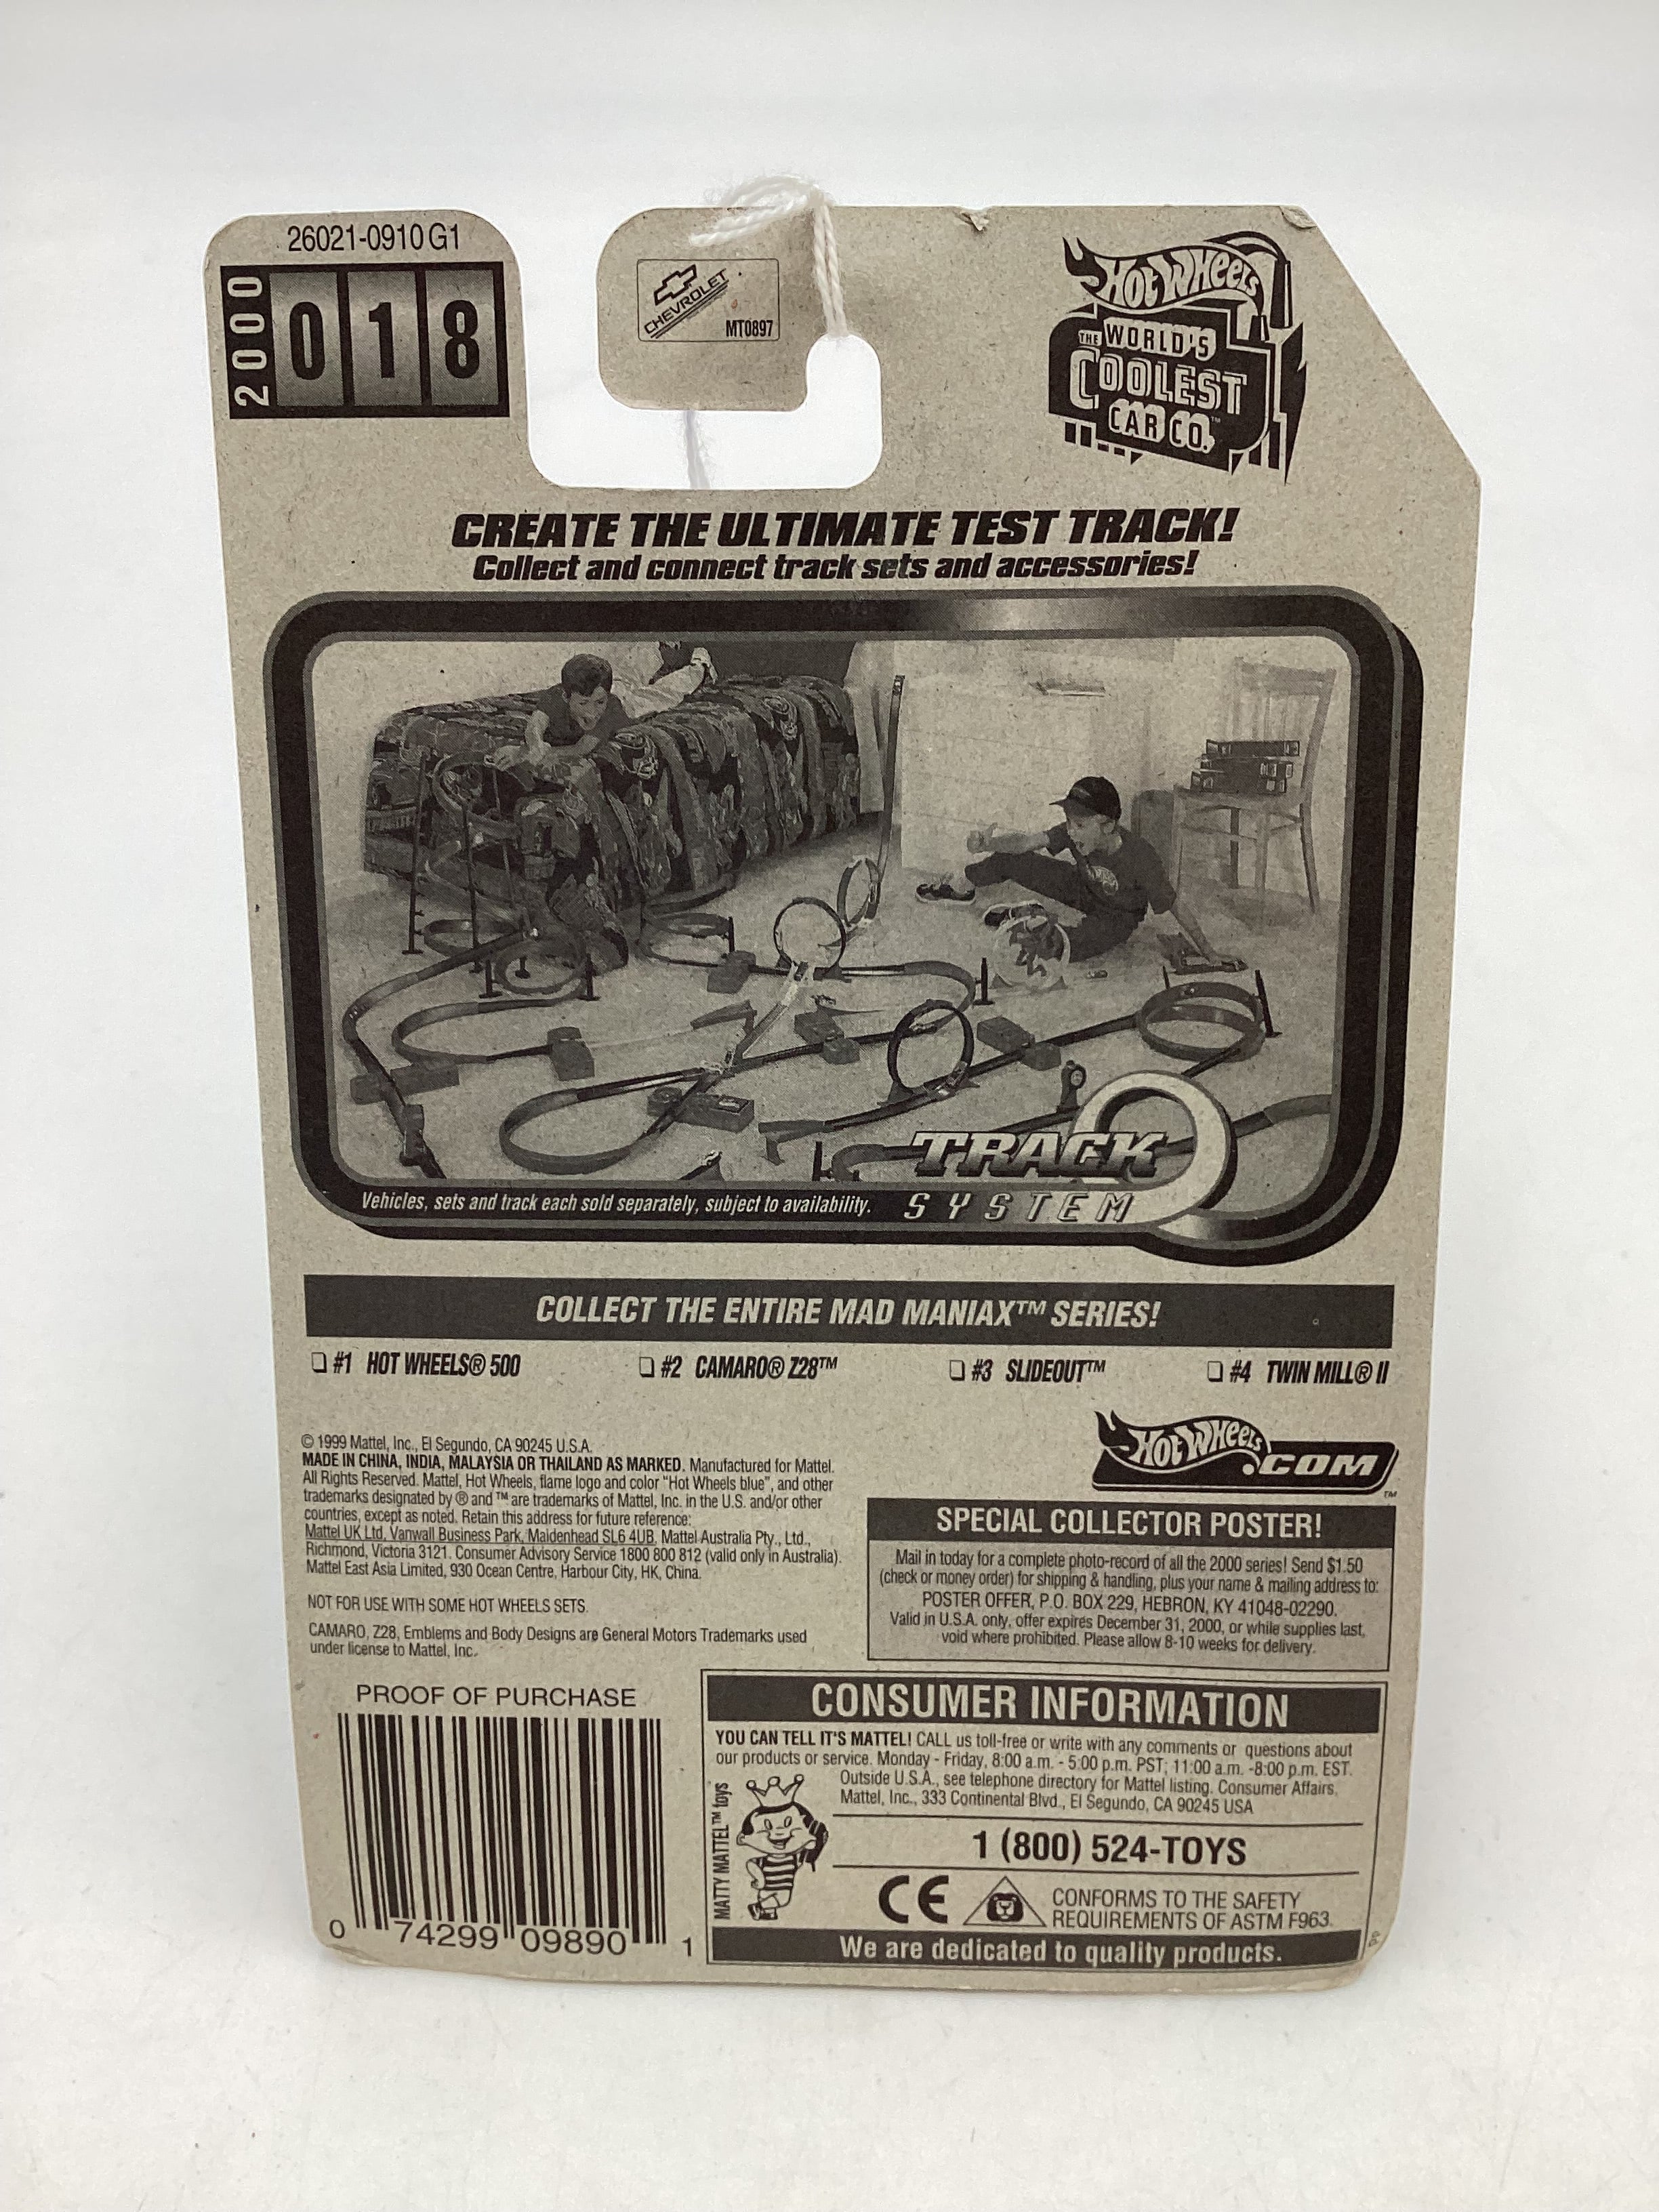 26021-0910 G1
2000
018
CHEVROLET
MT0897
HOT WHEELS
THE WORLD'S
COOLEST
CAR CO.™
CREATE THE ULTIMATE TEST TRACK!
Collect and connect track sets and accessories!
TRACK
SYSTEM
Vehicles, sets and track each sold separately, subject to availability.
COLLECT THE ENTIRE MAD MANIAX™ SERIES!
❏ #1 HOT WHEELS® 500 ❏ #2 CAMARO® Z28™ ❏ #3 SLIDEOUT™ ❏ #4 TWIN MILL® II
© 1999 Mattel, Inc., El Segundo, CA 90245 U.S.A.
MADE IN CHINA, INDIA, MALAYSIA OR THAILAND AS MARKED. Manufactured for Mattel.
All Rights Reserved. Mattel, Hot Wheels, flame logo and color "Hot Wheels blue", and other
trademarks designated by ® and ™ are trademarks of Mattel, Inc. in the U.S. and/or other
countries, except as noted. Retain this address for future reference:
Mattel UK Ltd, Vanwall Business Park, Maidenhead SL6 4UB. Mattel Australia Pty., Ltd.,
Richmond, Victoria 3121. Consumer Advisory Service 1800 800 812 (valid only in Australia).
Mattel East Asia Limited, 930 Ocean Centre, Harbour City, HK, China.
NOT FOR USE WITH SOME HOT WHEELS SETS.
CAMARO, Z28, Emblems and Body Designs are General Motors Trademarks used
under license to Mattel, Inc.
HOT WHEELS
.COM™
SPECIAL COLLECTOR POSTER!
Mail in today for a complete photo-record of all the 2000 series! Send $1.50
(check or money order) for shipping & handling, plus your name & mailing address to:
POSTER OFFER, P.O. BOX 229, HEBRON, KY 41048-02290.
Valid in U.S.A. only, offer expires December 31, 2000, or while supplies last,
void where prohibited. Please allow 8-10 weeks for delivery.
PROOF OF PURCHASE
0 74299 09890 1
CONSUMER INFORMATION
YOU CAN TELL IT'S MATTEL! CALL us toll-free or write with any comments or questions about
our products or service. Monday - Friday, 8:00 a.m. - 5:00 p.m. PST; 11:00 a.m. -8:00 p.m. EST.
Outside U.S.A., see telephone directory for Mattel listing. Consumer Affairs.
Mattel, Inc., 333 Continental Blvd., El Segundo, CA 90245 USA
MATTY MATTEL™ toys
1 (800) 524-TOYS
CE
CONFORMS TO THE SAFETY
REQUIREMENTS OF ASTM F963.
We are dedicated to quality products.